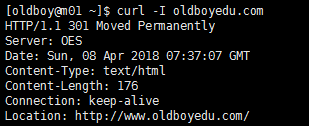 [oldboy@m01 ~]$ curl -I oldboyedu.com
HTTP/1.1 301 Moved Permanently
Server: OES
Date: Sun, 08 Apr 2018 07:37:07 GMT
Content-Type: text/html
Content-Length: 176
Connection: keep-alive
Location: http://www.oldboyedu.com/